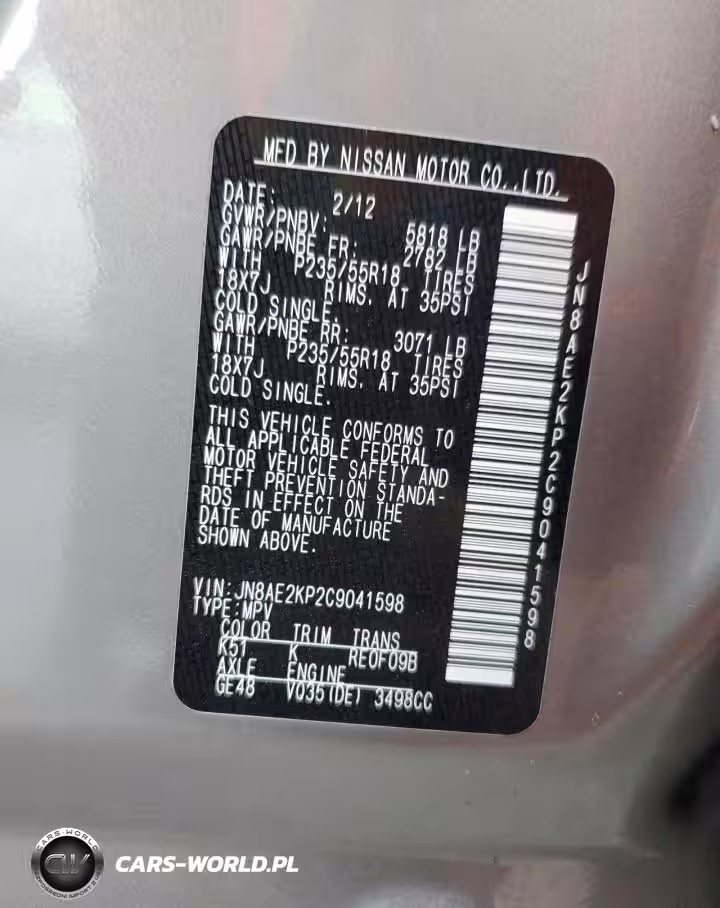 MFD BY NISSAN MOTOR CO.,LTD.
DATE: 2/12
GVWR/PNBV: 5818 LB
GAWR/PNBE FR: 2782 LB
WITH P235/55R18 TIRES
18X7J RIMS. AT 35PSI
COLD SINGLE.
GAWR/PNBE RR: 3071 LB
WITH P235/55R18 TIRES
18X7J RIMS. AT 35PSI
COLD SINGLE.
THIS VEHICLE CONFORMS TO
ALL APPLICABLE FEDERAL
MOTOR VEHICLE SAFETY AND
THEFT PREVENTION STANDA-
RDS IN EFFECT ON THE
DATE OF MANUFACTURE
SHOWN ABOVE.
VIN:JN8AE2KP2C9041598
TYPE:MPV
COLOR TRIM TRANS
K51 K RE0F09B
AXLE ENGINE
GE48 VQ35(DE) 3498CC
JN8AE2KP2C9041598
CARS-WORLD
CW
CARS-WORLD.PL